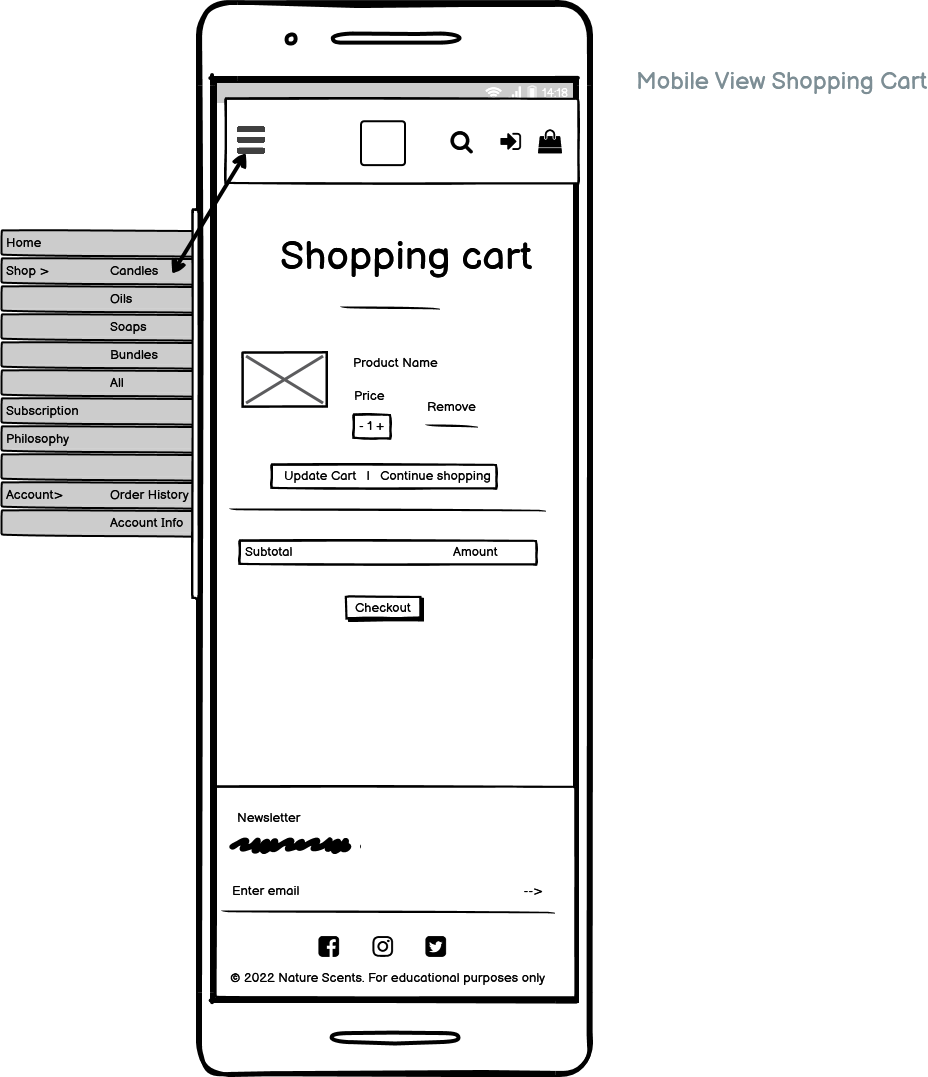 Mobile View Shopping Cart
14:18
Home
Shop > Candles
Oils
Soaps
Bundles
All
Subscription
Philosophy
Account> Order History
Account Info
Shopping cart
Product Name
Price
Remove
- 1 +
Update Cart | Continue shopping
Subtotal Amount
Checkout
Newsletter
Enter email -->
© 2022 Nature Scents. For educational purposes only